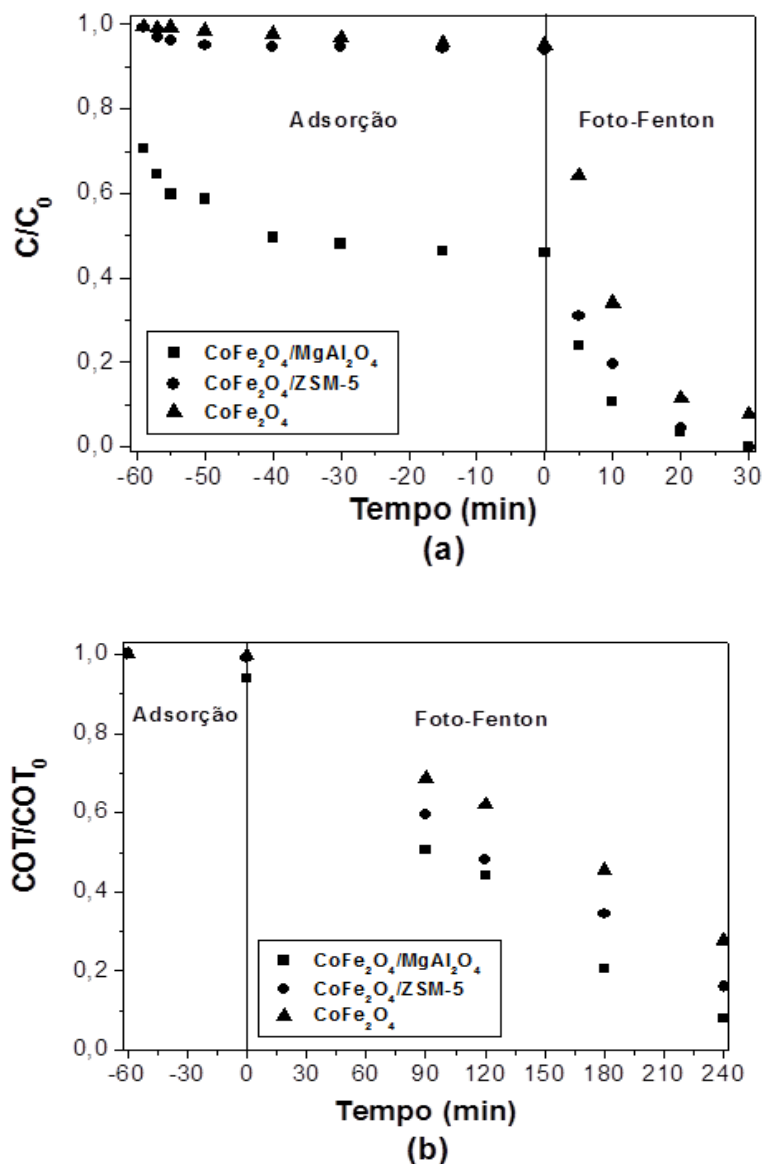 1,0
0,8
0,6
0,4
0,2
0,0
C/C₀
Adsorção
Foto-Fenton
CoFe₂O₄/MgAl₂O₄
CoFe₂O₄/ZSM-5
CoFe₂O₄
-60 -50 -40 -30 -20 -10 0 10 20 30
Tempo (min)
(a)
1,0
0,8
0,6
0,4
0,2
0,0
COT/COT₀
Adsorção
Foto-Fenton
CoFe₂O₄/MgAl₂O₄
CoFe₂O₄/ZSM-5
CoFe₂O₄
-60 -30 0 30 60 90 120 150 180 210 240
Tempo (min)
(b)